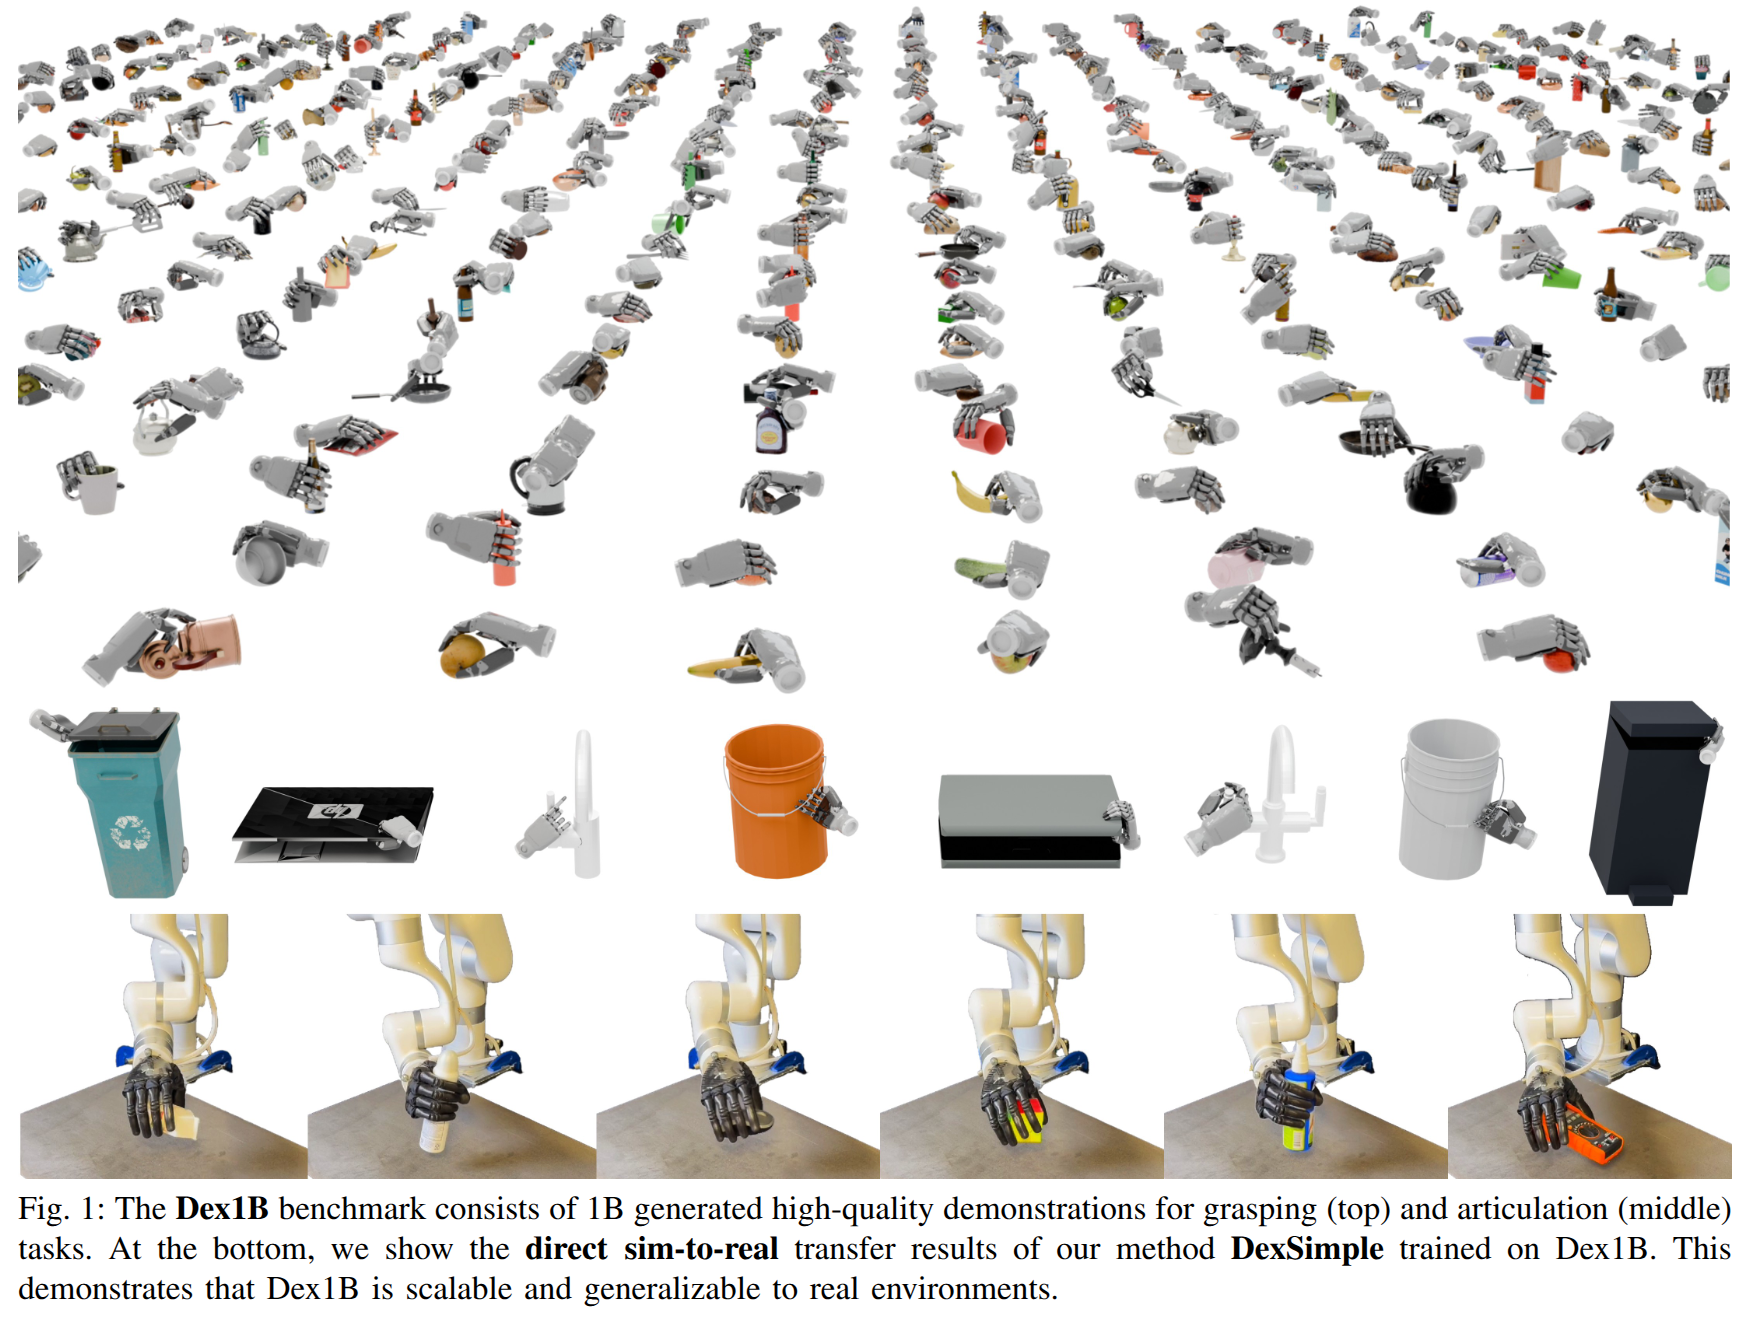 Fig. 1: The Dex1B benchmark consists of 1B generated high-quality demonstrations for grasping (top) and articulation (middle)
tasks. At the bottom, we show the direct sim-to-real transfer results of our method DexSimple trained on Dex1B. This
demonstrates that Dex1B is scalable and generalizable to real environments.